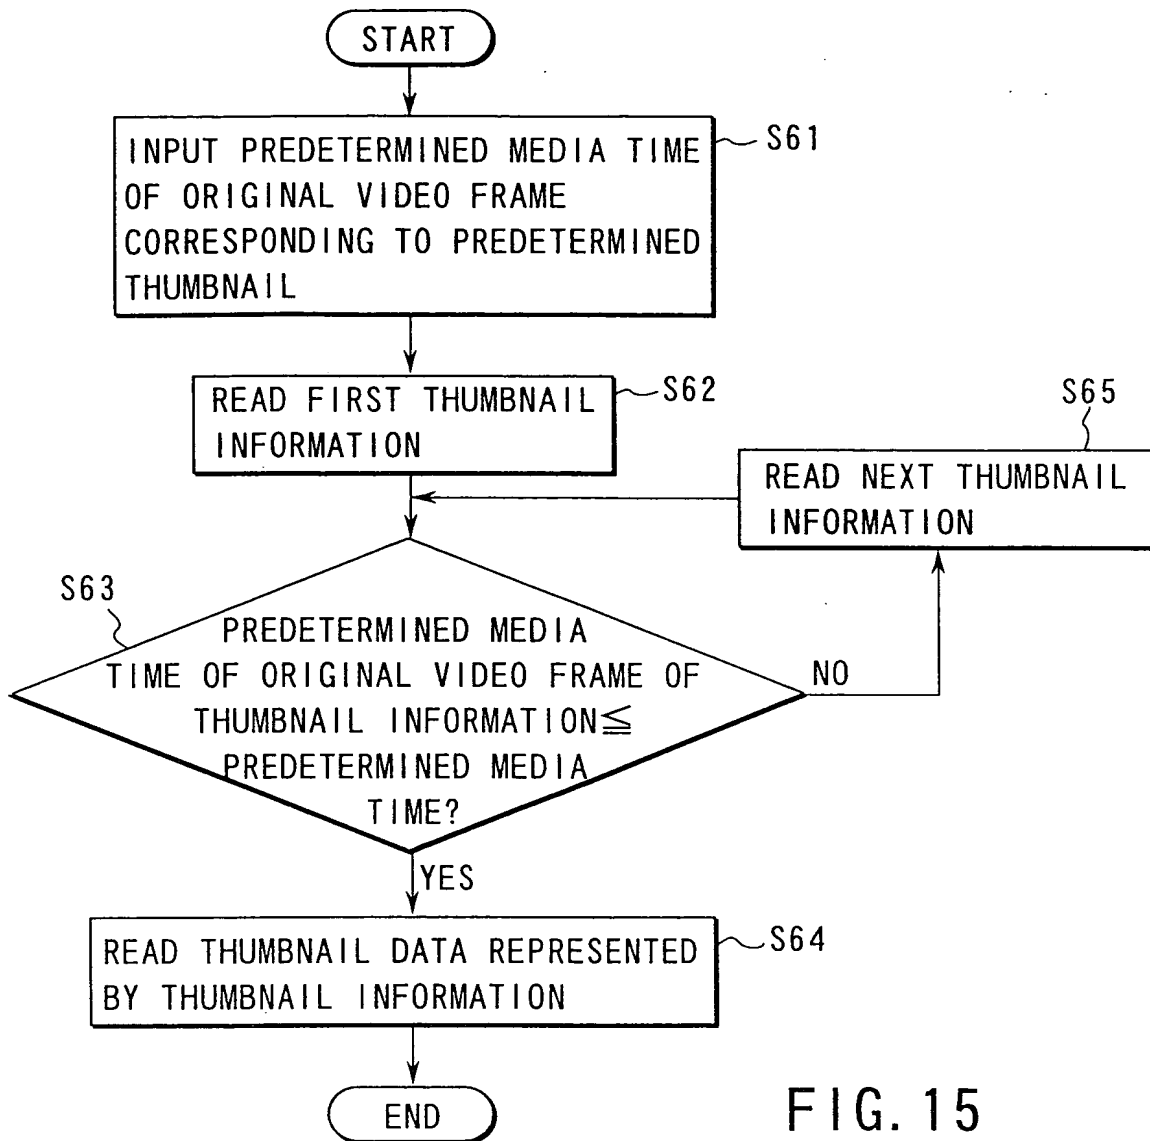 START
INPUT PREDETERMINED MEDIA TIME
OF ORIGINAL VIDEO FRAME
CORRESPONDING TO PREDETERMINED
THUMBNAIL
S61
READ FIRST THUMBNAIL
INFORMATION
S62
S65
READ NEXT THUMBNAIL
INFORMATION
S63
PREDETERMINED MEDIA
TIME OF ORIGINAL VIDEO FRAME OF
THUMBNAIL INFORMATION≦
PREDETERMINED MEDIA
TIME?
NO
YES
READ THUMBNAIL DATA REPRESENTED
BY THUMBNAIL INFORMATION
S64
END
FIG. 15